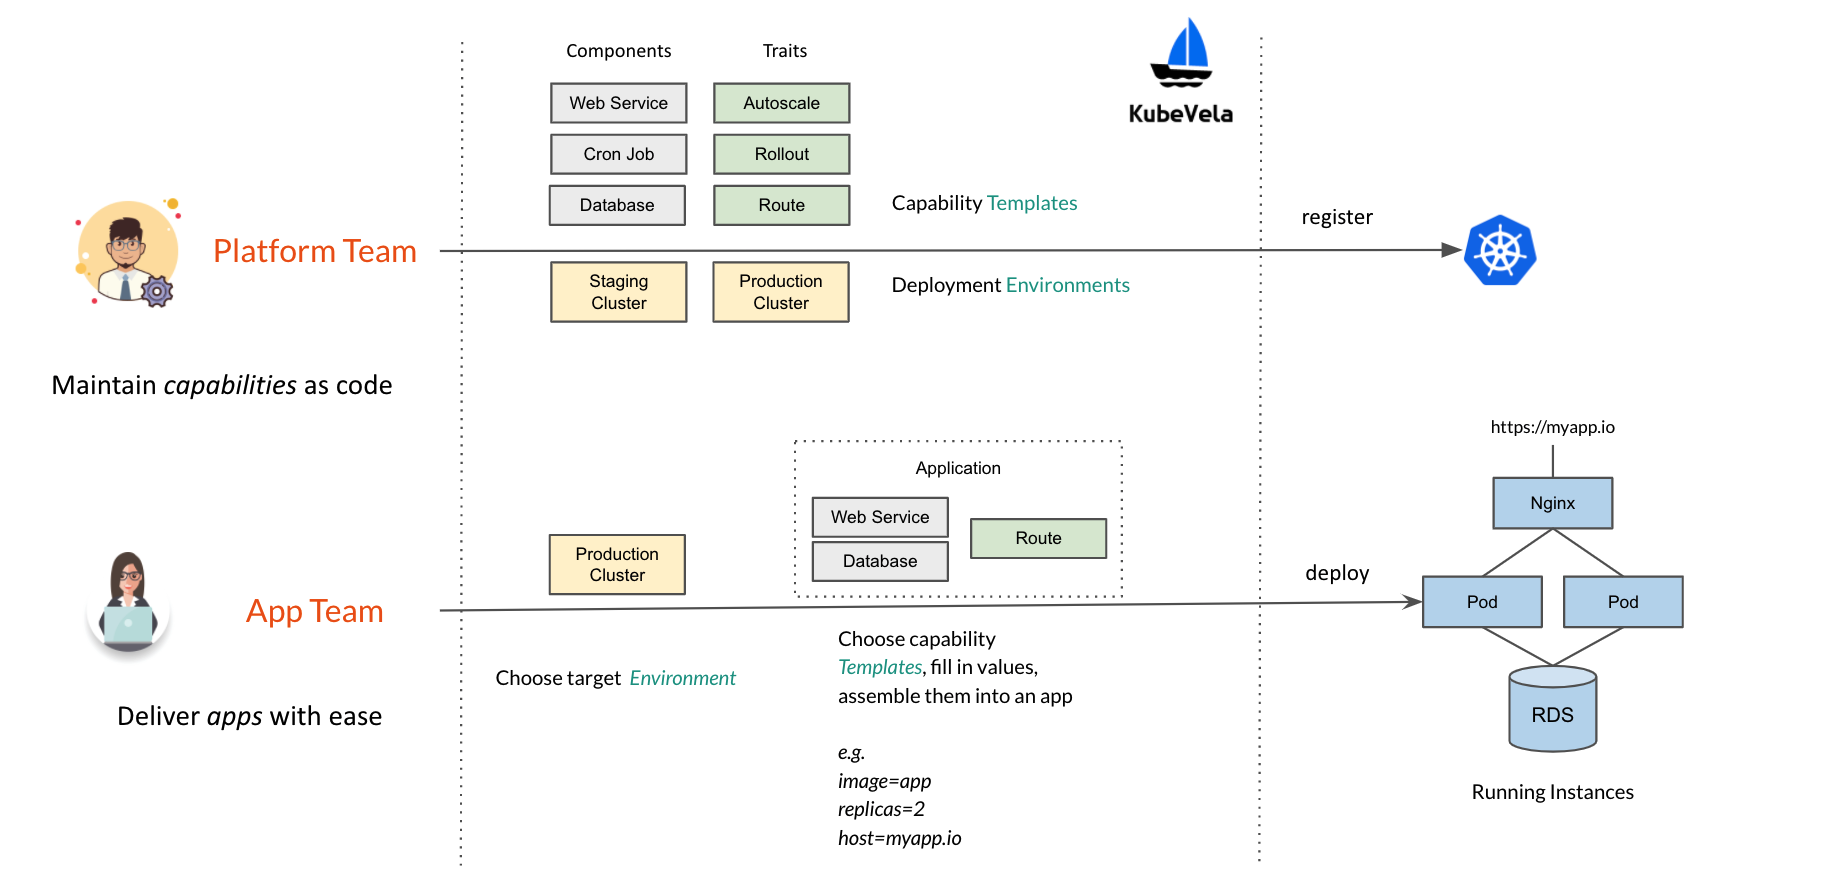 Components
Traits
KubeVela
Web Service
Autoscale
Cron Job
Rollout
Database
Route
Capability Templates
register
Platform Team
Staging
Cluster
Production
Cluster
Deployment Environments
Maintain capabilities as code
https://myapp.io
Application
Nginx
Web Service
Route
Database
Production
Cluster
deploy
Pod
Pod
App Team
Choose capability
Templates, fill in values,
assemble them into an app
Choose target Environment
Deliver apps with ease
RDS
e.g.
image=app
replicas=2
host=myapp.io
Running Instances